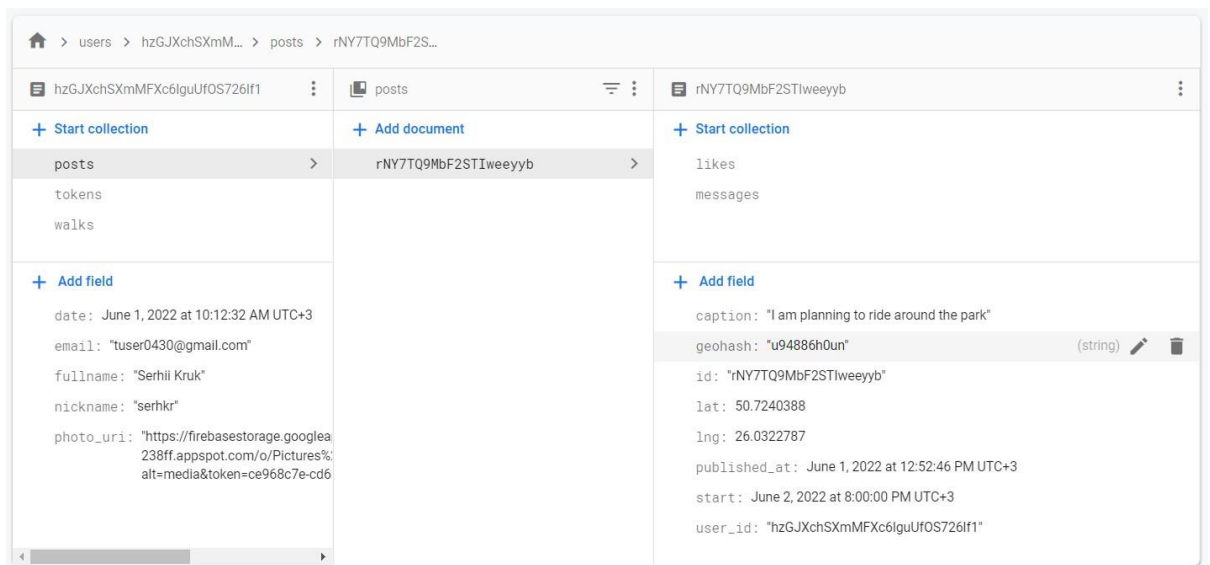 > users > hzGJXchSXmM... > posts > rNY7TQ9MbF2S...
hzGJXchSXmMFXc6IguUfOS726If1
+ Start collection
posts
tokens
walks
+ Add field
date: June 1, 2022 at 10:12:32 AM UTC+3
email: "tuser0430@gmail.com"
fullname: "Serhii Kruk"
nickname: "serhkr"
photo_uri: "https://firebasestorage.googlea
238ff.appspot.com/o/Pictures%
alt=media&token=ce968c7e-cd6
posts
+ Add document
rNY7TQ9MbF2STIweeyyb
rNY7TQ9MbF2STIweeyyb
+ Start collection
likes
messages
+ Add field
caption: "I am planning to ride around the park"
geohash: "u94886h0un" (string)
id: "rNY7TQ9MbF2STIweeyyb"
lat: 50.7240388
lng: 26.0322787
published_at: June 1, 2022 at 12:52:46 PM UTC+3
start: June 2, 2022 at 8:00:00 PM UTC+3
user_id: "hzGJXchSXmMFXc6IguUfOS726If1"